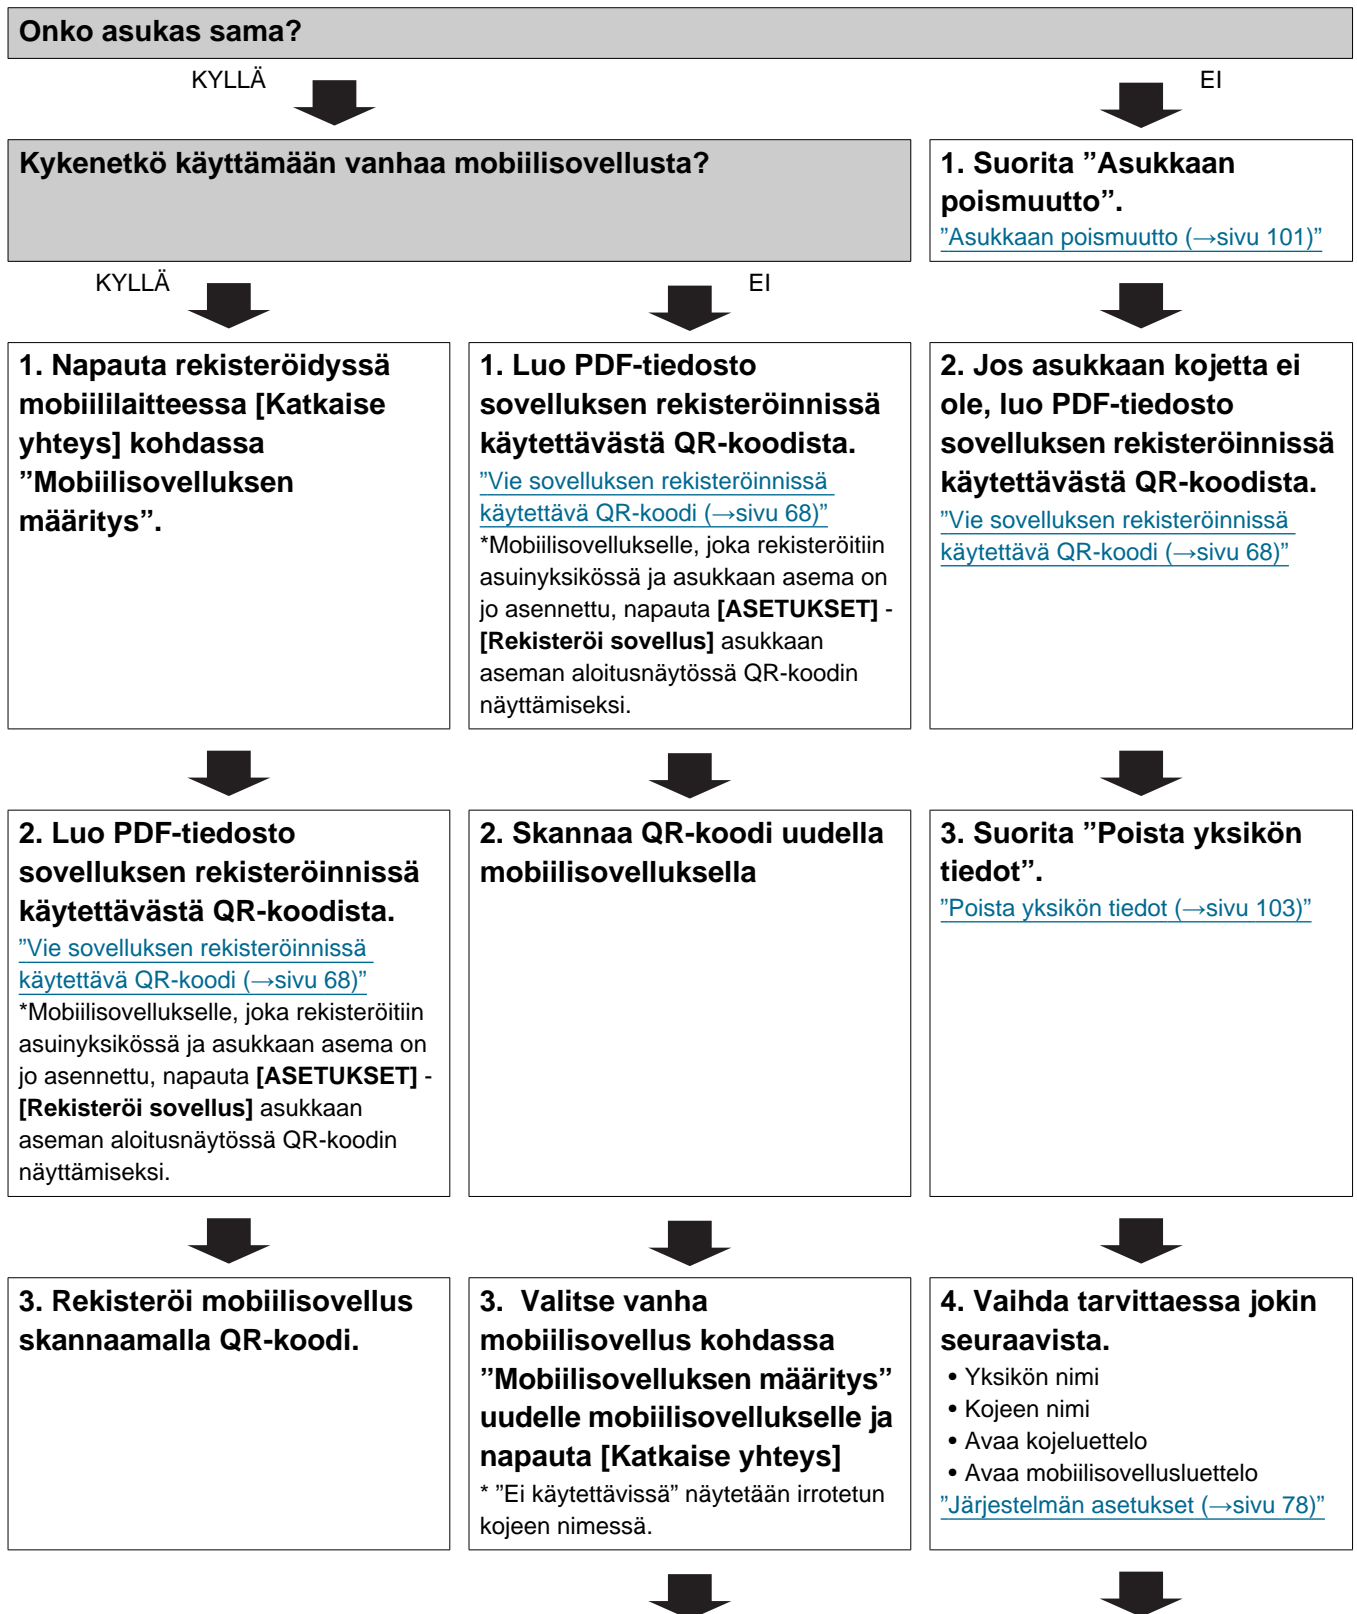 Onko asukas sama?
KYLLÄ
EI
Kykenetkö käyttämään vanhaa mobiilisovellusta?
1. Suorita ”Asukkaan
poismuutto”.
”Asukkaan poismuutto (→sivu 101)”
KYLLÄ
EI
1. Napauta rekisteröidyssä
mobiililaitteessa [Katkaise
yhteys] kohdassa
”Mobiilisovelluksen
määritys”.
1. Luo PDF-tiedosto
sovelluksen rekisteröinnissä
käytettävästä QR-koodista.
”Vie sovelluksen rekisteröinnissä
käytettävä QR-koodi (→sivu 68)”
*Mobiilisovellukselle, joka rekisteröitiin
asuinyksikössä ja asukkaan asema on
jo asennettu, napauta [ASETUKSET] -
[Rekisteröi sovellus] asukkaan
aseman aloitusnäytössä QR-koodin
näyttämiseksi.
2. Jos asukkaan kojetta ei
ole, luo PDF-tiedosto
sovelluksen rekisteröinnissä
käytettävästä QR-koodista.
”Vie sovelluksen rekisteröinnissä
käytettävä QR-koodi (→sivu 68)”
2. Luo PDF-tiedosto
sovelluksen rekisteröinnissä
käytettävästä QR-koodista.
”Vie sovelluksen rekisteröinnissä
käytettävä QR-koodi (→sivu 68)”
*Mobiilisovellukselle, joka rekisteröitiin
asuinyksikössä ja asukkaan asema on
jo asennettu, napauta [ASETUKSET] -
[Rekisteröi sovellus] asukkaan
aseman aloitusnäytössä QR-koodin
näyttämiseksi.
2. Skannaa QR-koodi uudella
mobiilisovelluksella
3. Suorita ”Poista yksikön
tiedot”.
”Poista yksikön tiedot (→sivu 103)”
3. Rekisteröi mobiilisovellus
skannaamalla QR-koodi.
3. Valitse vanha
mobiilisovellus kohdassa
”Mobiilisovelluksen määritys”
uudelle mobiilisovellukselle ja
napauta [Katkaise yhteys]
* ”Ei käytettävissä” näytetään irrotetun
kojeen nimessä.
4. Vaihda tarvittaessa jokin
seuraavista.
• Yksikön nimi
• Kojeen nimi
• Avaa kojeluettelo
• Avaa mobiilisovellusluettelo
”Järjestelmän asetukset (→sivu 78)”